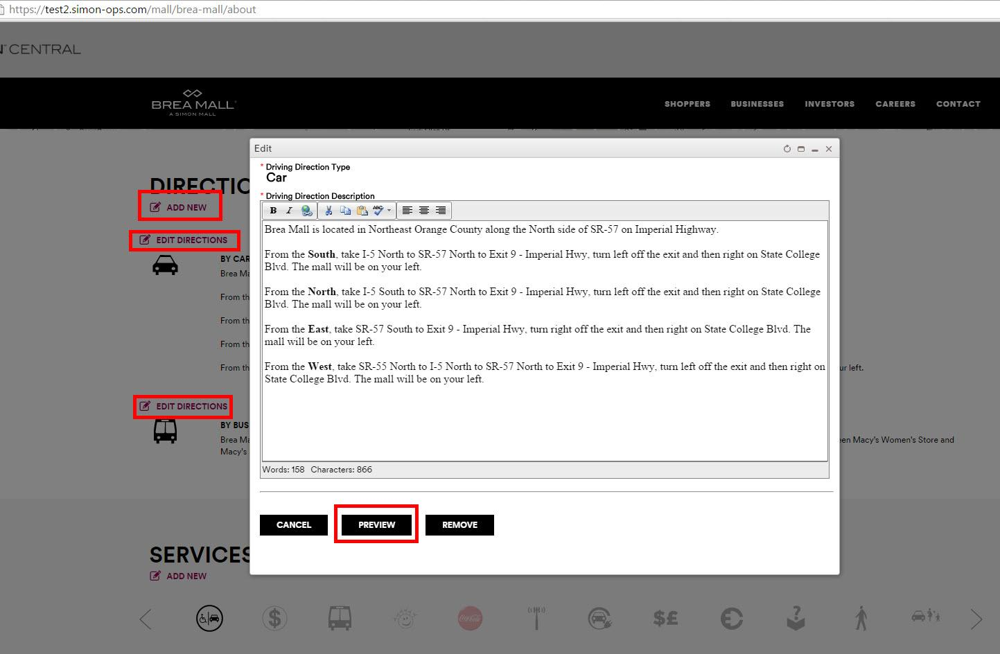 https://test2.simon-ops.com/mall/brea-mall/about
CENTRAL
BREA MALL
A SIMON MALL
SHOPPERS BUSINESSES INVESTORS CAREERS CONTACT
Edit
* Driving Direction Type
Car
* Driving Direction Description
B I ABC
Brea Mall is located in Northeast Orange County along the North side of SR-57 on Imperial Highway.
From the South, take I-5 North to SR-57 North to Exit 9 - Imperial Hwy, turn left off the exit and then right on State College
Blvd. The mall will be on your left.
From the North, take I-5 South to SR-57 North to Exit 9 - Imperial Hwy, turn left off the exit and then right on State College
Blvd. The mall will be on your left.
From the East, take SR-57 South to Exit 9 - Imperial Hwy, turn right off the exit and then right on State College Blvd. The
mall will be on your left.
From the West, take SR-55 North to I-5 North to SR-57 North to Exit 9 - Imperial Hwy, turn left off the exit and then right on
State College Blvd. The mall will be on your left.
Words: 158 Characters: 866
CANCEL PREVIEW REMOVE
DIRECTIO
ADD NEW
EDIT DIRECTIONS
BY CAR
Brea Ma
From th
From th
From th
From th
ur left.
EDIT DIRECTIONS
BY BUS
Brea Ma
een Macy's Women's Store and
Macy's
SERVICES
ADD NEW